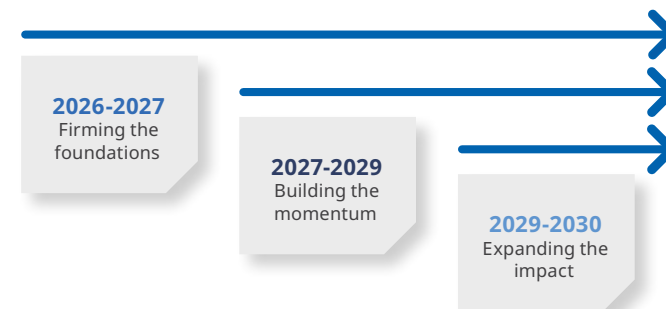 2026-2027
Firming the
foundations
2027-2029
Building the
momentum
2029-2030
Expanding the
impact